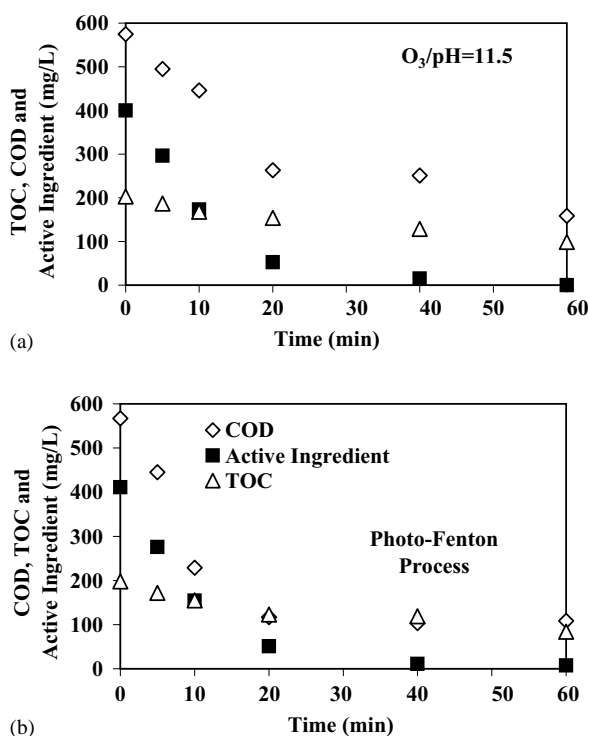 TOC, COD and
Active Ingredient (mg/L)
600
500
400
300
200
100
0
O₃/pH=11.5
0 10 20 30 40 50 60
Time (min)
(a)
COD, TOC and
Active Ingredient (mg/L)
600
500
400
300
200
100
0
COD
Active Ingredient
TOC
Photo-Fenton
Process
0 10 20 30 40 50 60
Time (min)
(b)